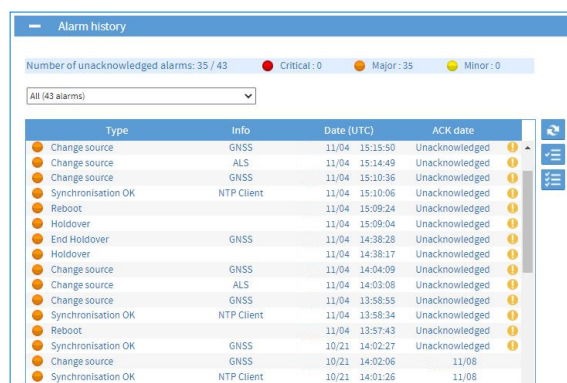 Alarm history
Number of unacknowledged alarms: 35 / 43 Critical : 0 Major : 35 Minor : 0
All (43 alarms)
Type Info Date (UTC) ACK date
Change source GNSS 11/04 15:15:50 Unacknowledged
Change source ALS 11/04 15:14:49 Unacknowledged
Change source GNSS 11/04 15:10:36 Unacknowledged
Synchronisation OK NTP Client 11/04 15:10:06 Unacknowledged
Reboot 11/04 15:09:24 Unacknowledged
Holdover 11/04 15:09:04 Unacknowledged
End Holdover GNSS 11/04 14:38:28 Unacknowledged
Holdover 11/04 14:38:17 Unacknowledged
Change source GNSS 11/04 14:04:09 Unacknowledged
Change source ALS 11/04 14:03:08 Unacknowledged
Change source GNSS 11/04 13:58:55 Unacknowledged
Synchronisation OK NTP Client 11/04 13:58:34 Unacknowledged
Reboot 11/04 13:57:43 Unacknowledged
Synchronisation OK GNSS 10/21 14:02:27 Unacknowledged
Change source GNSS 10/21 14:02:06 11/08
Synchronisation OK NTP Client 10/21 14:01:26 11/08